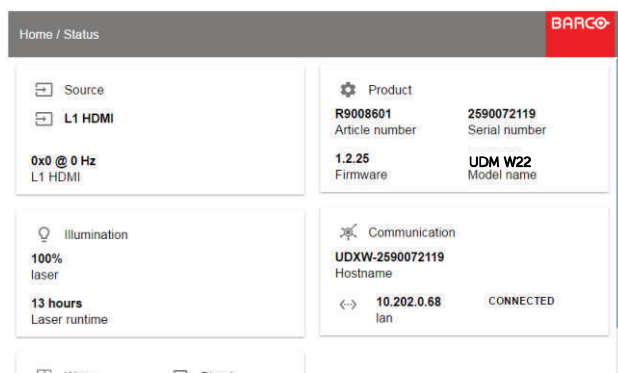 Home / Status
BARCO
Source
L1 HDMI
0x0 @ 0 Hz
L1 HDMI
Product
R9008601 2590072119
Article number Serial number
1.2.25 UDM W22
Firmware Model name
Illumination
100%
laser
13 hours
Laser runtime
Communication
UDXW-2590072119
Hostname
10.202.0.68 CONNECTED
lan